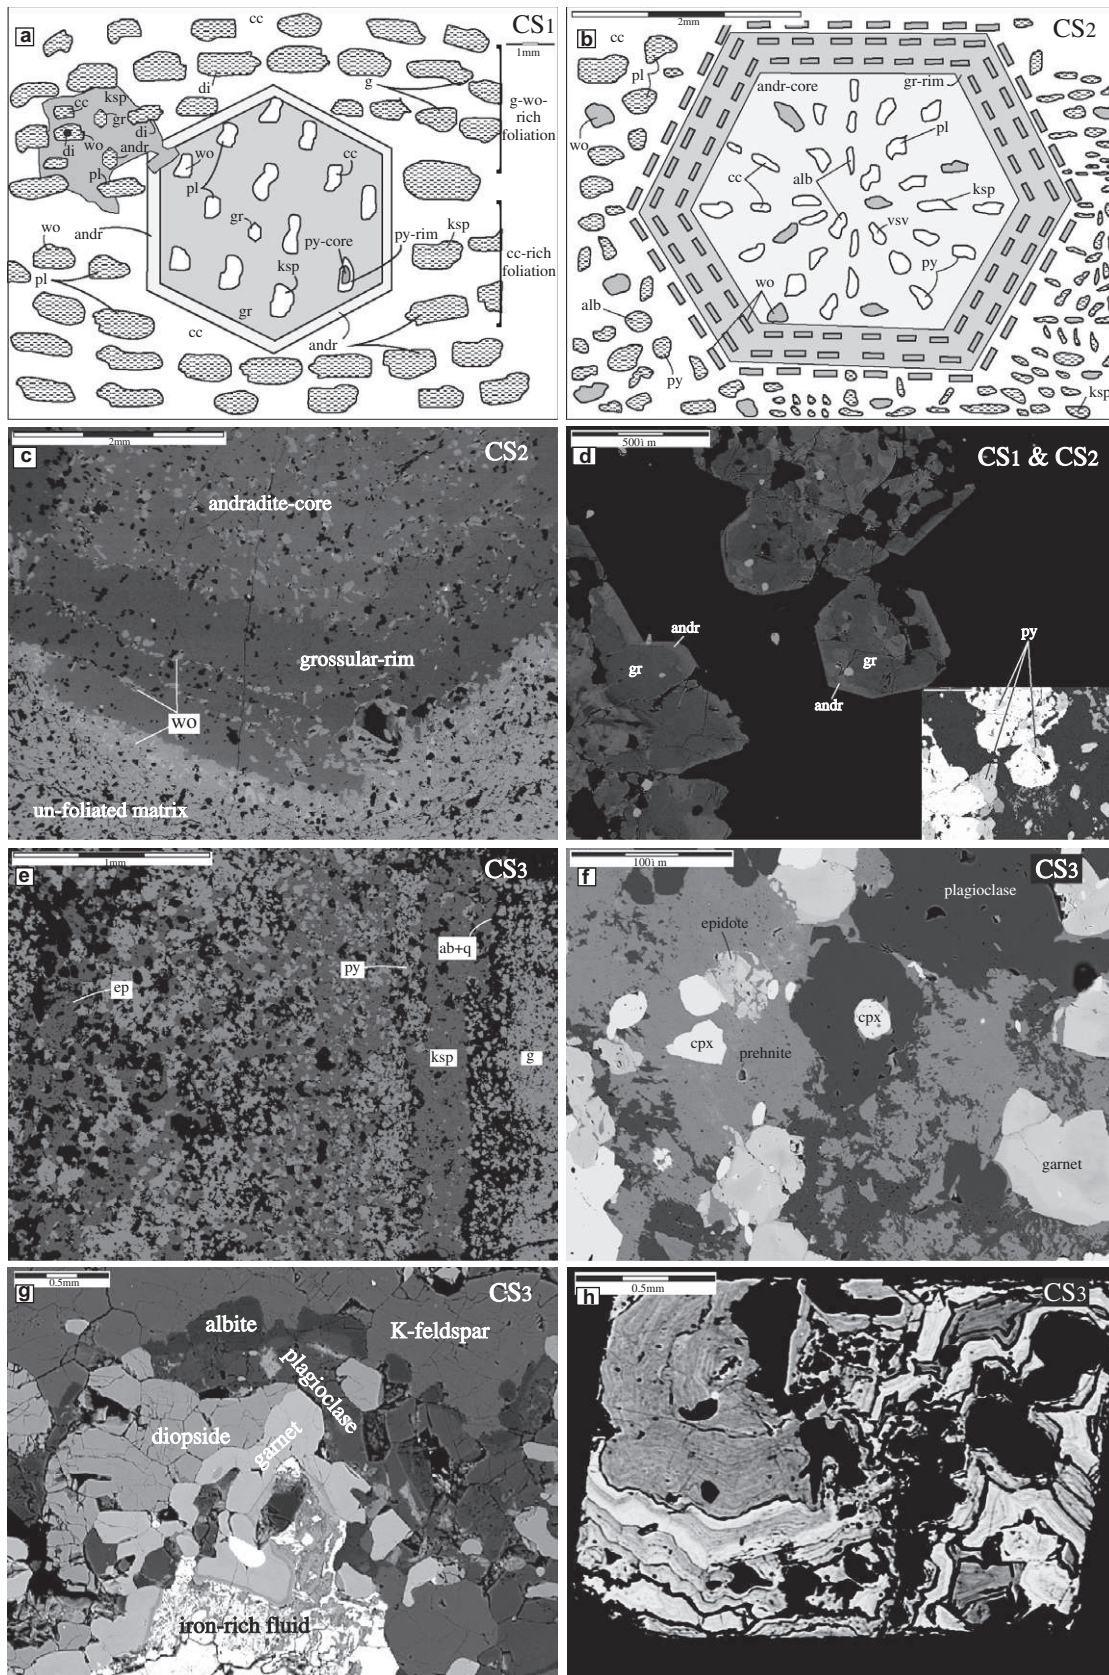 a
cc
CS1
1mm
di
g
cc
ksp
gr
di
wo
andr
di
pl
g-wo-rich
foliation
wo
pl
cc
gr
py-core
py-rim
ksp
gr
andr
wo
pl
cc
andr
ksp
cc-rich
foliation
b
2mm
CS2
cc
pl
wo
andr-core
gr-rim
pl
cc
alb
ksp
vsv
py
wo
alb
py
ksp
c
2mm
CS2
andradite-core
grossular-rim
wo
un-foliated matrix
d
500ì m
CS1 & CS2
andr
gr
gr
andr
py
e
1mm
CS3
ab+q
py
ep
ksp
g
f
100ì m
CS3
plagioclase
epidote
cpx
cpx
prehnite
garnet
g
0.5mm
CS3
albite
K-feldspar
plagioclase
diopside
garnet
iron-rich fluid
h
0.5mm
CS3